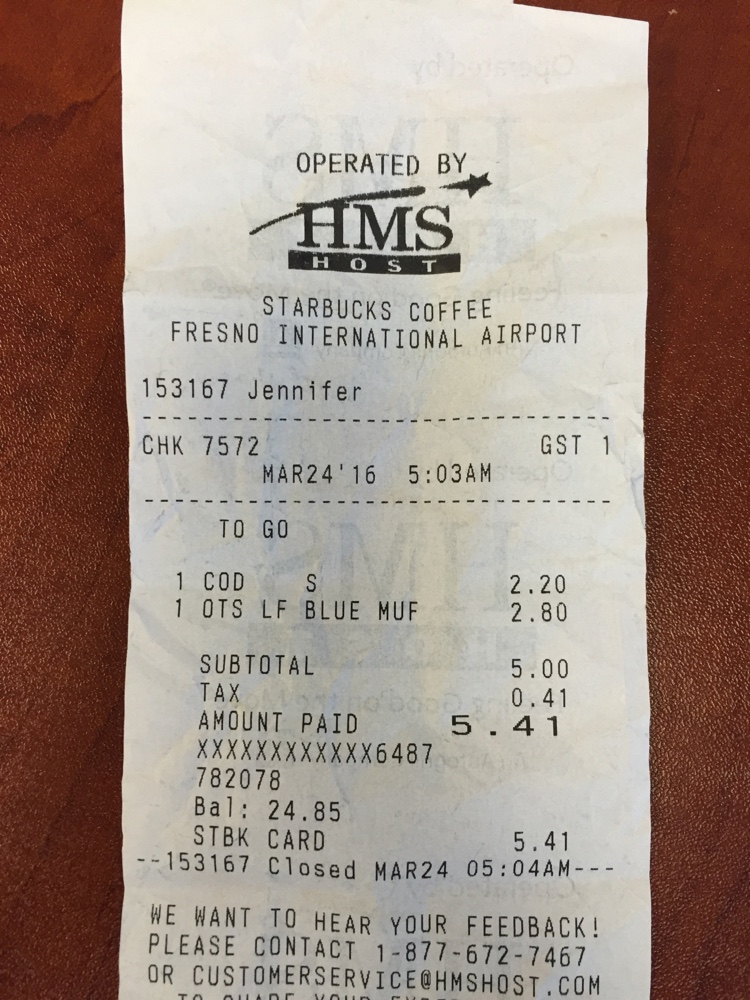 OPERATED BY
HMS
HOST
STARBUCKS COFFEE
FRESNO INTERNATIONAL AIRPORT
153167 Jennifer
--------------------------------
CHK 7572 GST 1
MAR24'16 5:03AM
--------------------------------
TO GO
1 COD S 2.20
1 OTS LF BLUE MUF 2.80
SUBTOTAL 5.00
TAX 0.41
AMOUNT PAID 5.41
XXXXXXXXXXXX6487
782078
Bal: 24.85
STBK CARD 5.41
--153167 Closed MAR24 05:04AM---
WE WANT TO HEAR YOUR FEEDBACK!
PLEASE CONTACT 1-877-672-7467
OR CUSTOMERSERVICE@HMSHOST.COM
TO SHARE YOUR